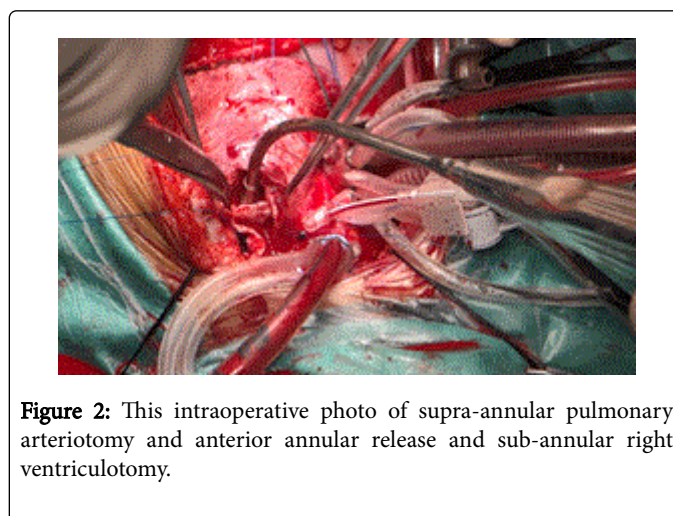 Figure 2: This intraoperative photo of supra-annular pulmonary
arteriotomy and anterior annular release and sub-annular right
ventriculotomy.